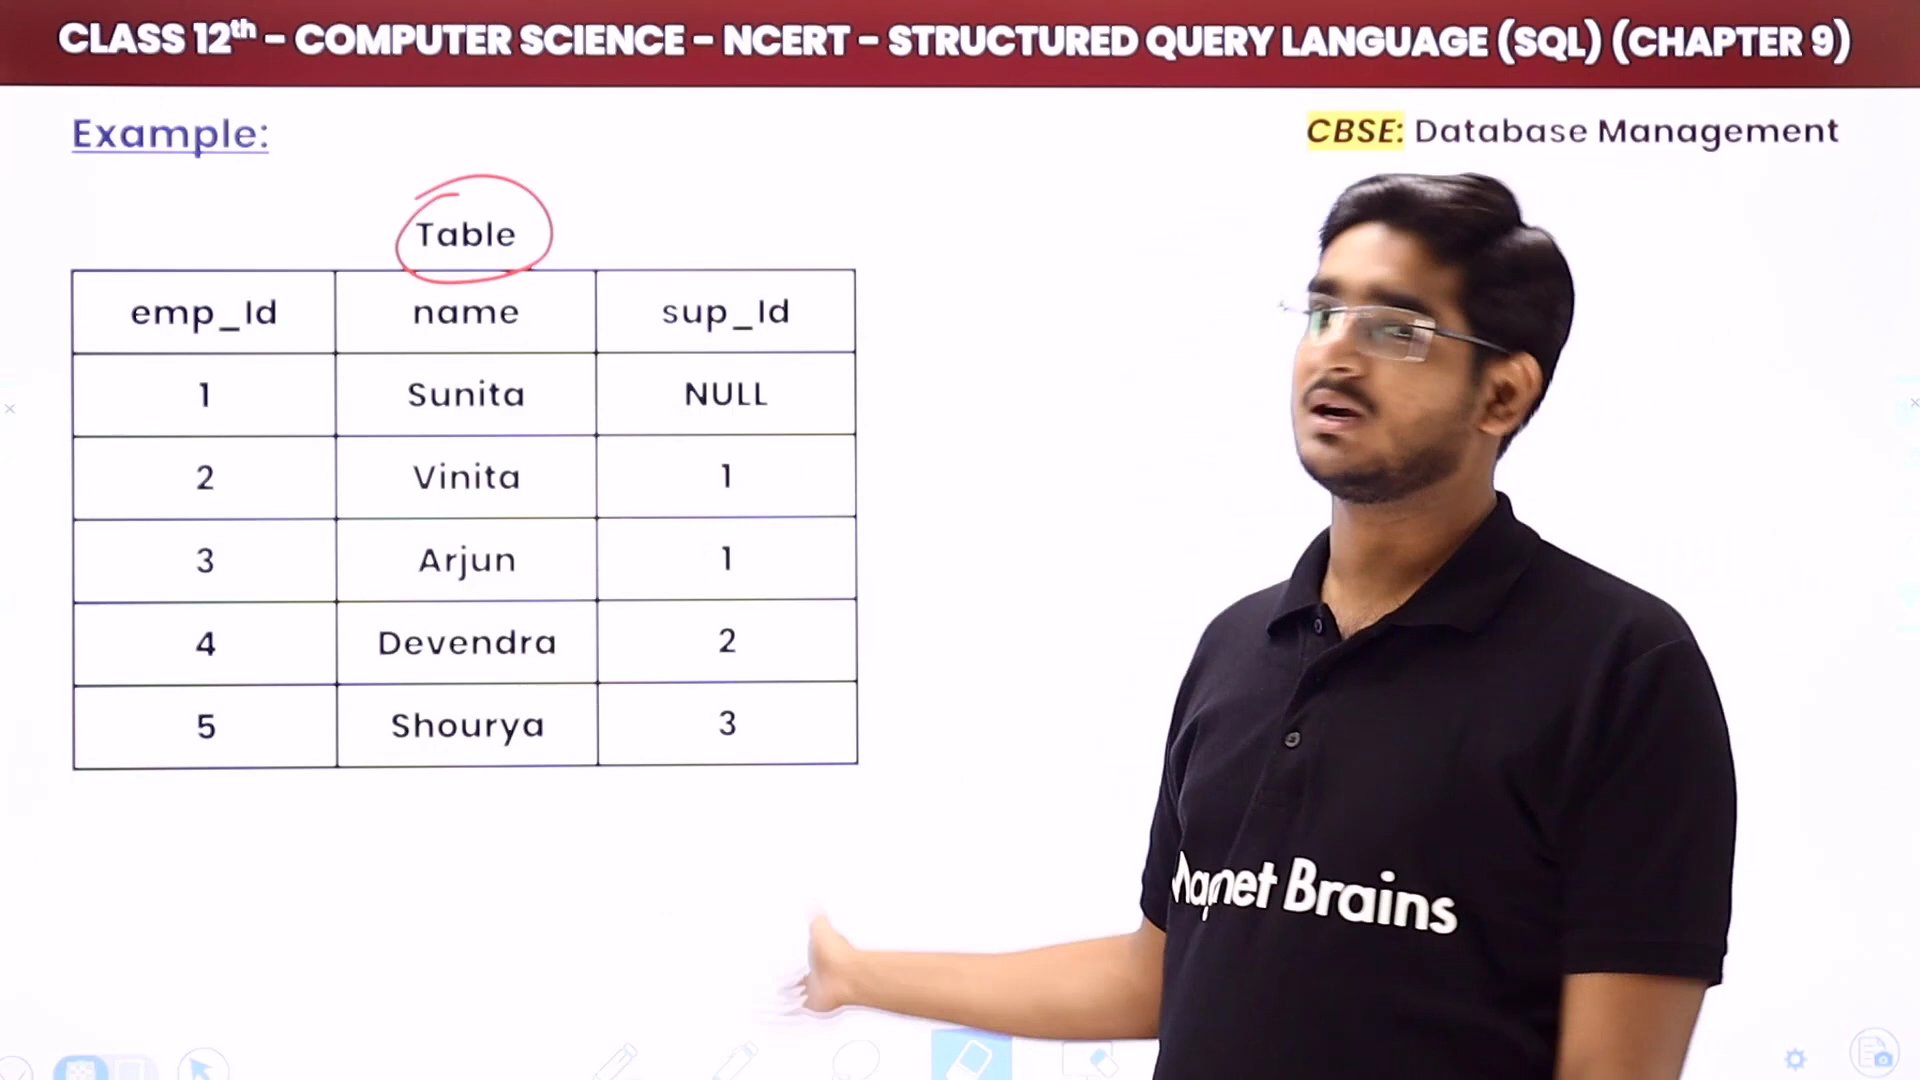 CLASS 12th - COMPUTER SCIENCE - NCERT - STRUCTURED QUERY LANGUAGE (SQL) (CHAPTER 9)
Example:
CBSE: Database Management
Table
emp_Id name sup_Id
1 Sunita NULL
2 Vinita 1
3 Arjun 1
4 Devendra 2
5 Shourya 3
Brains